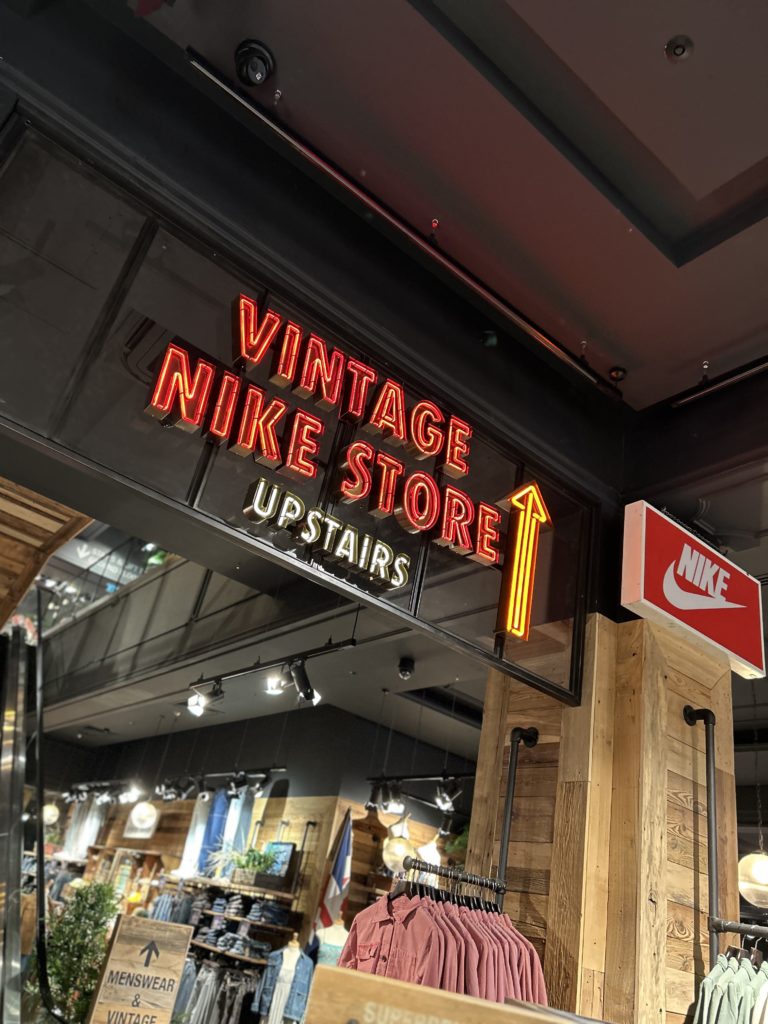 VINTAGE
NIKE STORE
UPSTAIRS
NIKE
MENSWEAR
&
VINTAGE